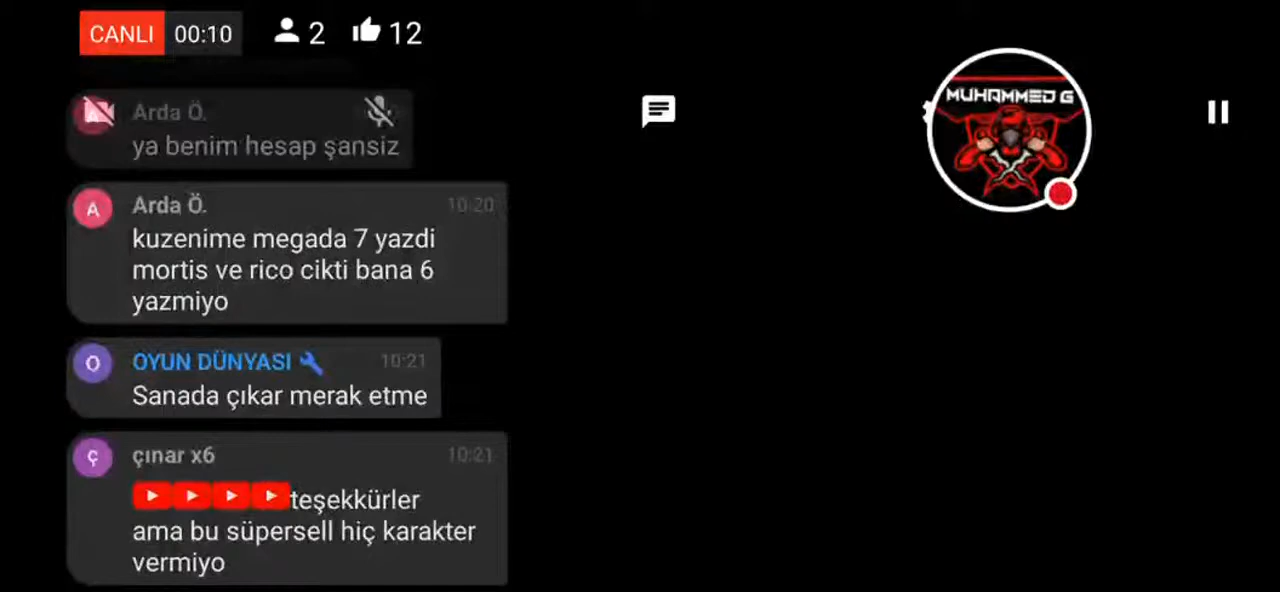 CANLI 00:10 2 12
Arda Ö.
ya benim hesap şansiz
A Arda Ö. 10:20
kuzenime megada 7 yazdi
mortis ve rico cikti bana 6
yazmiyo
O OYUN DÜNYASI 10:21
Sanada çıkar merak etme
ç çınar x6 10:21
teşekkürler
ama bu süpersell hiç karakter
vermiyo
MUHAMMED G